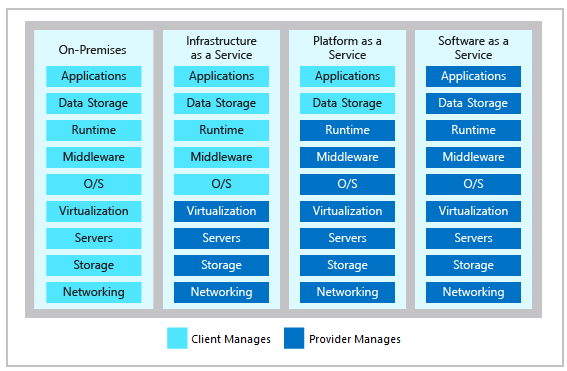 On-Premises
Applications
Data Storage
Runtime
Middleware
O/S
Virtualization
Servers
Storage
Networking
Infrastructure
as a Service
Applications
Data Storage
Runtime
Middleware
O/S
Virtualization
Servers
Storage
Networking
Platform as a
Service
Applications
Data Storage
Runtime
Middleware
O/S
Virtualization
Servers
Storage
Networking
Software as a
Service
Applications
Data Storage
Runtime
Middleware
O/S
Virtualization
Servers
Storage
Networking
Client Manages
Provider Manages